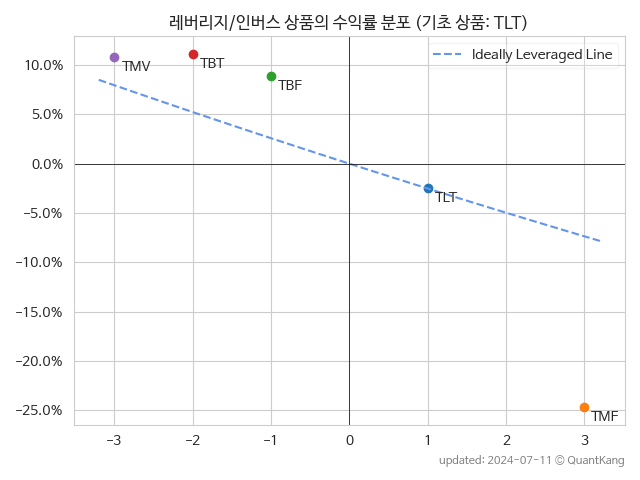 레버리지/인버스 상품의 수익률 분포 (기초 상품: TLT)
Ideally Leveraged Line
10.0%
5.0%
0.0%
−5.0%
−10.0%
−15.0%
−20.0%
−25.0%
TMV
TBT
TBF
TLT
TMF
−3 −2 −1 0 1 2 3
updated: 2024-07-11 © QuantKang